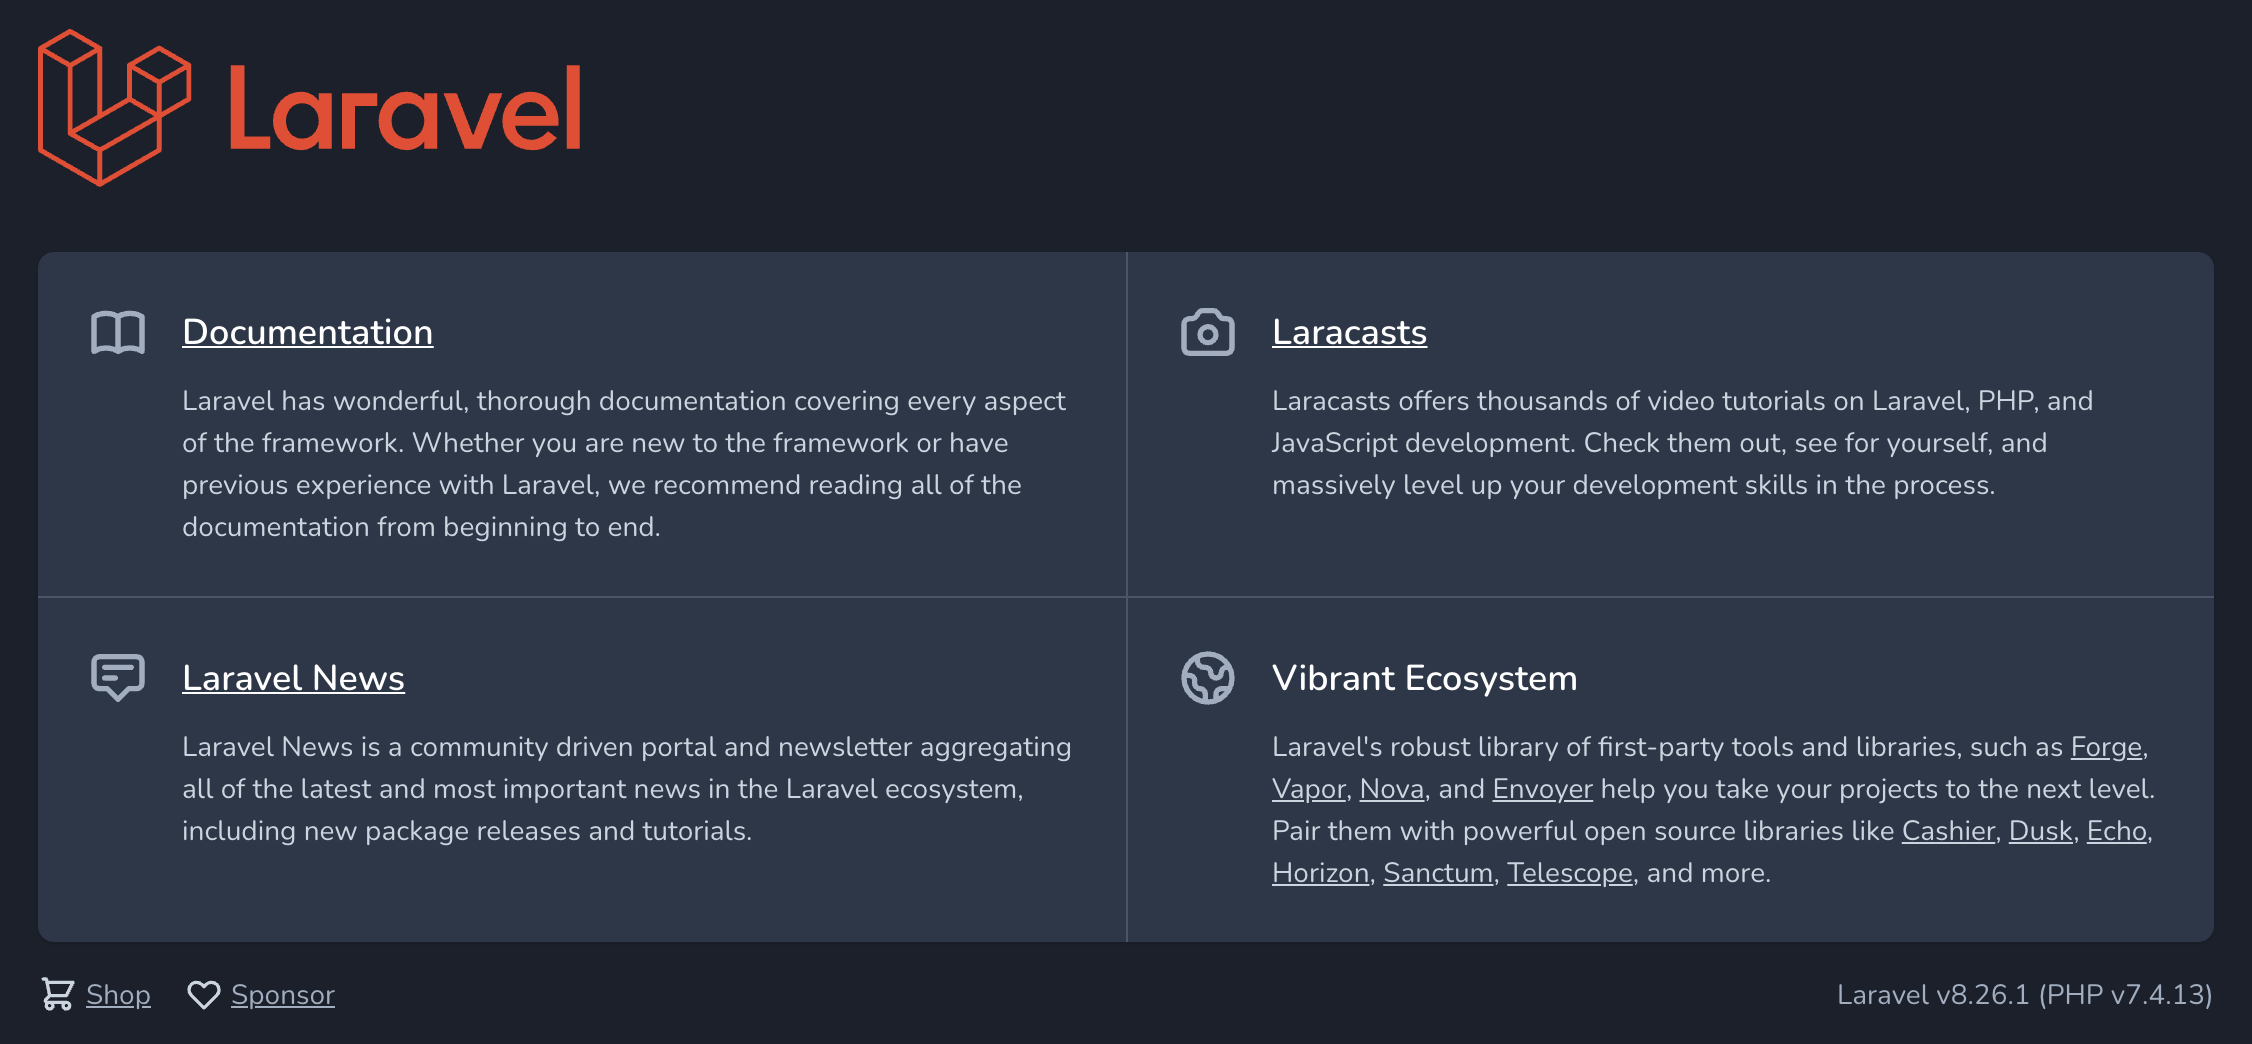 Laravel
Documentation
Laravel has wonderful, thorough documentation covering every aspect
of the framework. Whether you are new to the framework or have
previous experience with Laravel, we recommend reading all of the
documentation from beginning to end.
Laracasts
Laracasts offers thousands of video tutorials on Laravel, PHP, and
JavaScript development. Check them out, see for yourself, and
massively level up your development skills in the process.
Laravel News
Laravel News is a community driven portal and newsletter aggregating
all of the latest and most important news in the Laravel ecosystem,
including new package releases and tutorials.
Vibrant Ecosystem
Laravel's robust library of first-party tools and libraries, such as Forge,
Vapor, Nova, and Envoyer help you take your projects to the next level.
Pair them with powerful open source libraries like Cashier, Dusk, Echo,
Horizon, Sanctum, Telescope, and more.
Shop Sponsor
Laravel v8.26.1 (PHP v7.4.13)